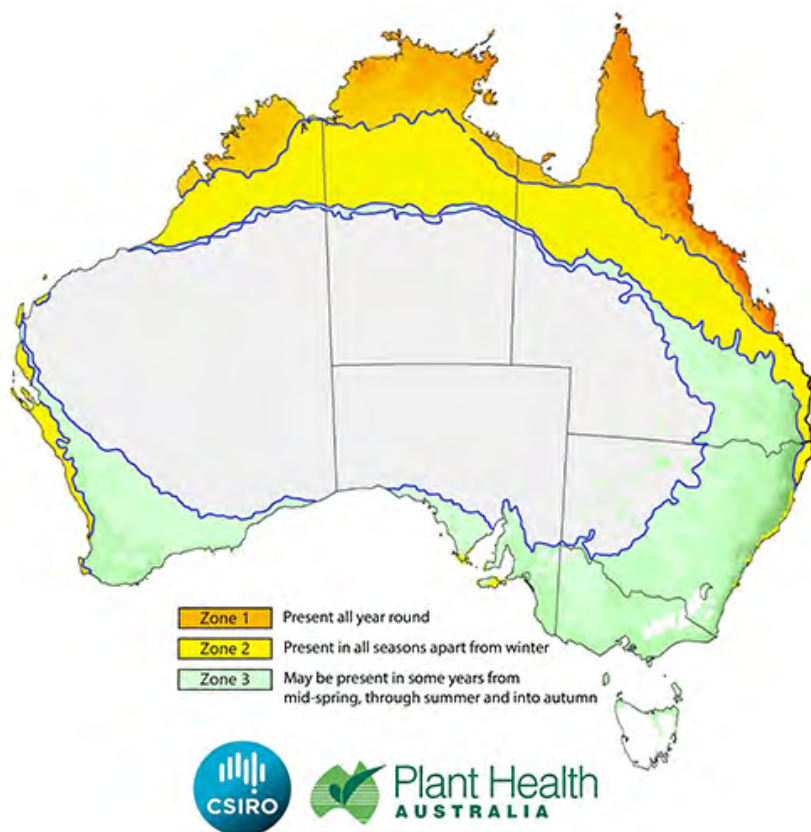 Zone 1 Present all year round
Zone 2 Present in all seasons apart from winter
Zone 3 May be present in some years from
mid-spring, through summer and into autumn
CSIRO
Plant Health
AUSTRALIA